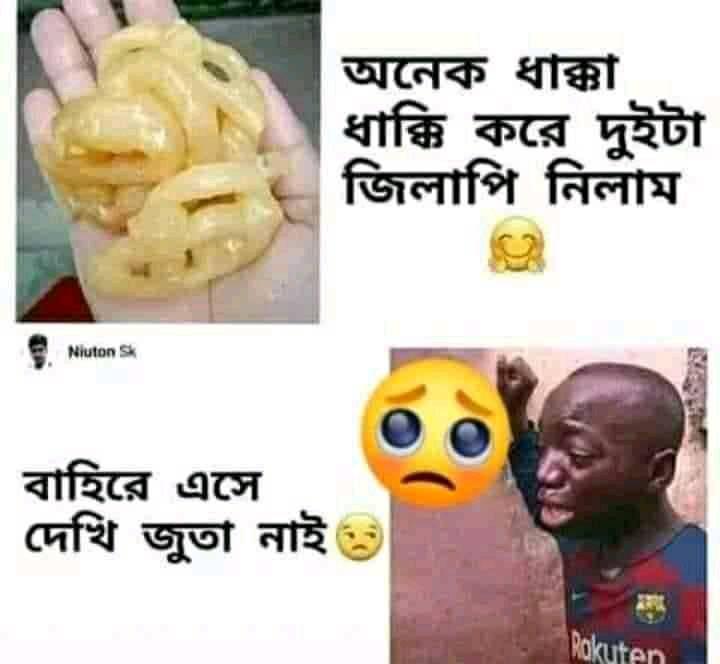 অনেক ধাক্কা
ধাক্কি করে দুইটা
জিলাপি নিলাম
🤗
Niuton Sk
বাহিরে এসে
দেখি জুতা নাই😒
Rakuten